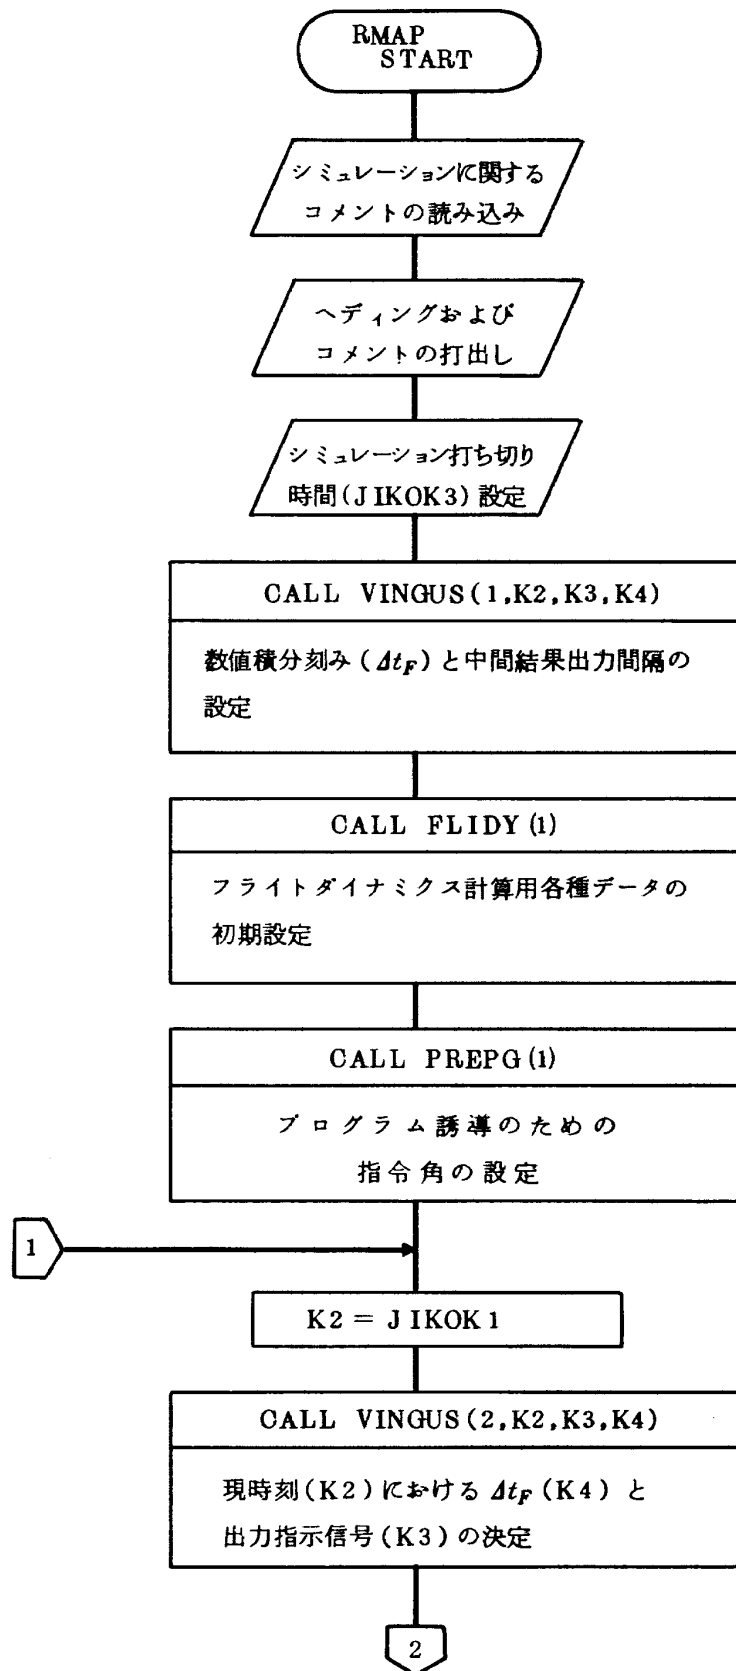 RMAP
START
シミュレーションに関する
コメントの読み込み
ヘディングおよび
コメントの打出し
シミュレーション打ち切り
時間(JIKOK3)設定
CALL VINGUS(1,K2,K3,K4)
数値積分刻み(Δt_F)と中間結果出力間隔の
設定
CALL FLIDY(1)
フライトダイナミクス計算用各種データの
初期設定
CALL PREPG(1)
プログラム誘導のための
指令角の設定
1
K2=JIKOK1
CALL VINGUS(2,K2,K3,K4)
現時刻(K2)におけるΔt_F(K4)と
出力指示信号(K3)の決定
2